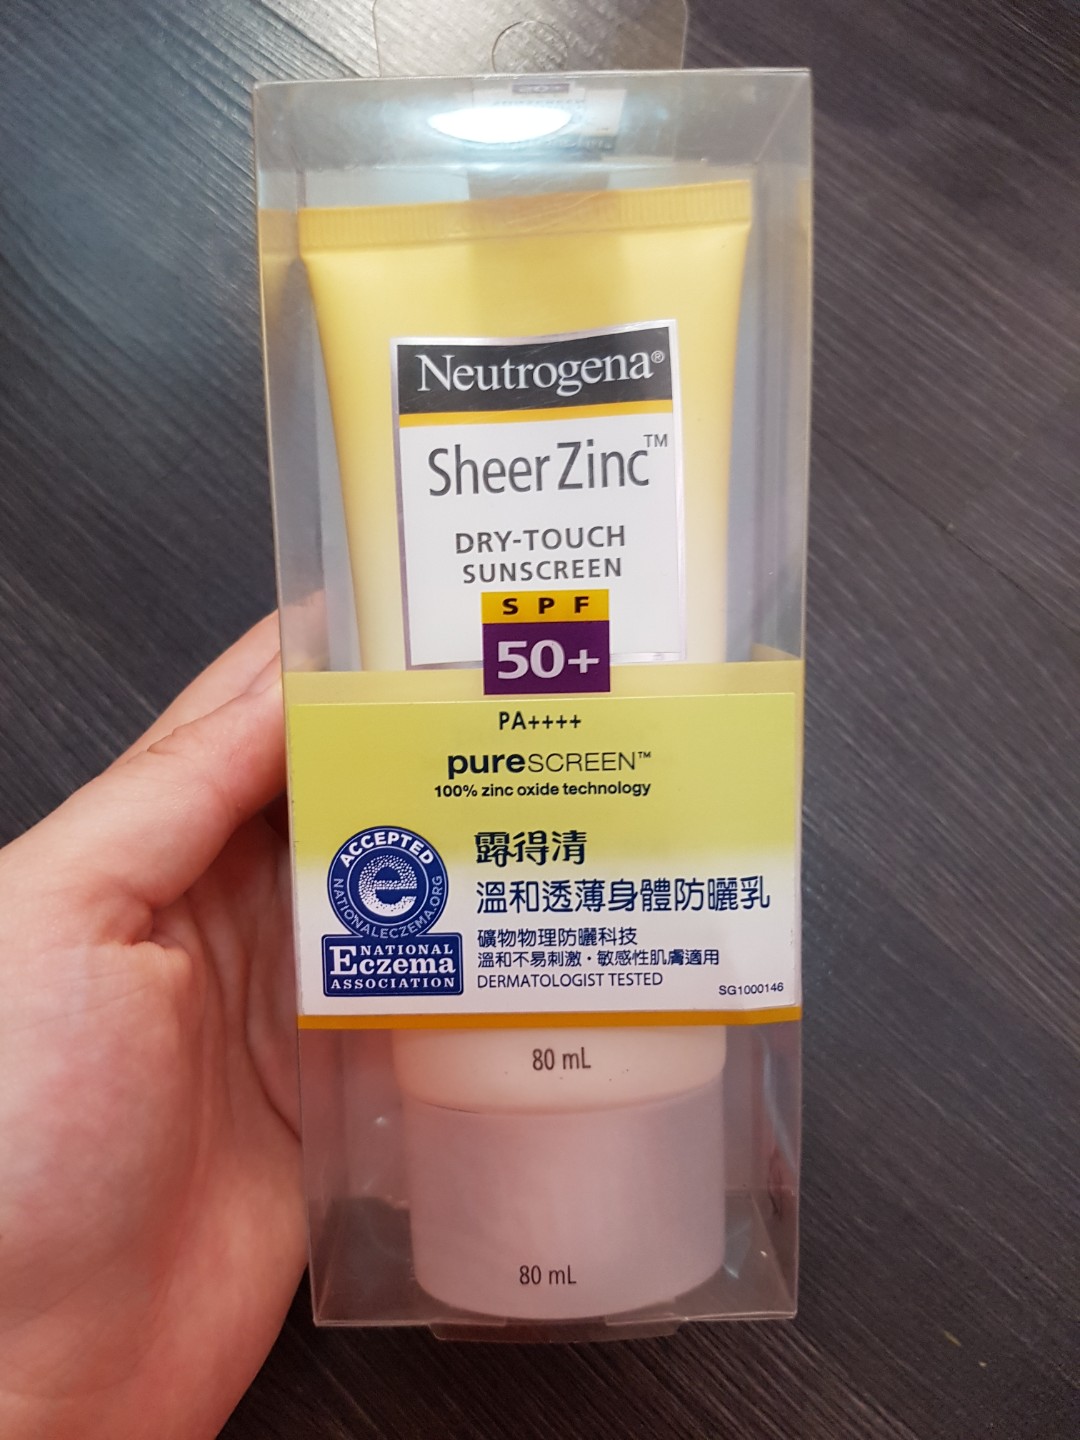 Neutrogena®
SheerZinc™
DRY-TOUCH
SUNSCREEN
SPF
50+
PA++++
pureSCREEN™
100% zinc oxide technology
ACCEPTED
e
NATIONALECZEMA.ORG
NATIONAL
Eczema
ASSOCIATION
露得清
溫和透薄身體防曬乳
礦物物理防曬科技
溫和不易刺激・敏感性肌膚適用
DERMATOLOGIST TESTED
SG1000146
80 mL
80 mL